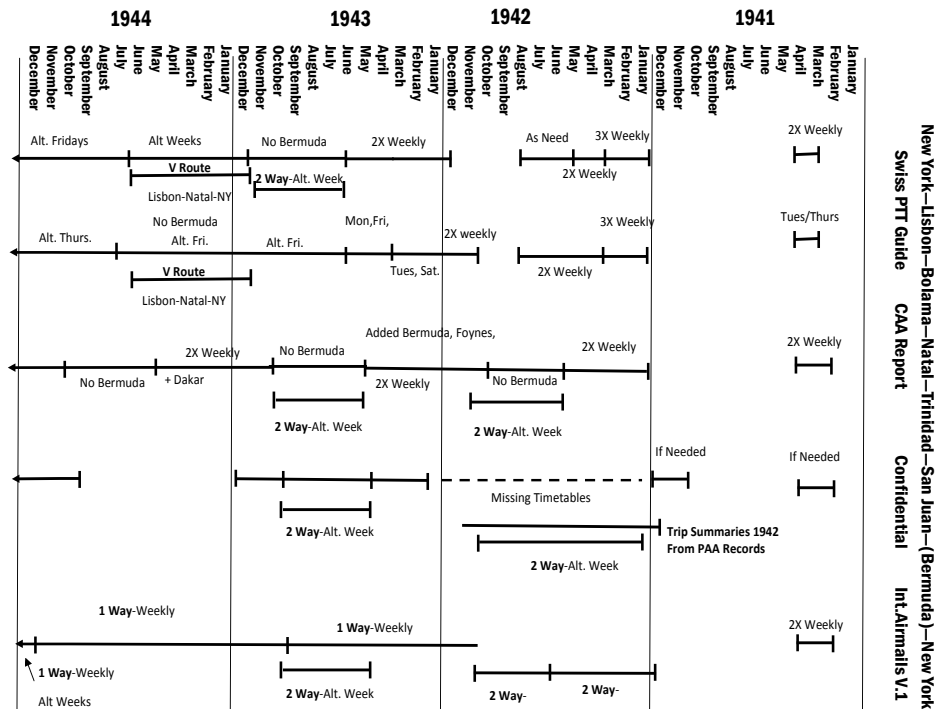 1944
1943
1942
1941
December
November
October
September
August
July
June
May
April
March
February
January
December
November
October
September
August
July
June
May
April
March
February
January
December
November
October
September
August
July
June
May
April
March
February
January
December
November
October
September
August
July
June
May
April
March
February
January
New York—Lisbon—Bolama—Natal—Trinidad—San Juan—(Bermuda)—New York
Swiss PTT Guide
CAA Report
Confidential
Int.Airmails V.1
Alt. Fridays
Alt Weeks
No Bermuda
2X Weekly
As Need
3X Weekly
2X Weekly
2X Weekly
V Route
2 Way-Alt. Week
Lisbon-Natal-NY
No Bermuda
Alt. Thurs.
Alt. Fri.
Alt. Fri.
Mon,Fri,
Tues, Sat.
2X weekly
3X Weekly
2X Weekly
Tues/Thurs
V Route
Lisbon-Natal-NY
Added Bermuda, Foynes,
2X Weekly
No Bermuda
2X Weekly
2X Weekly
No Bermuda
+ Dakar
2X Weekly
No Bermuda
2 Way-Alt. Week
2 Way-Alt. Week
If Needed
If Needed
Missing Timetables
2 Way-Alt. Week
Trip Summaries 1942
From PAA Records
2 Way-Alt. Week
1 Way-Weekly
1 Way-Weekly
2X Weekly
1 Way-Weekly
Alt Weeks
2 Way-Alt. Week
2 Way-
2 Way-